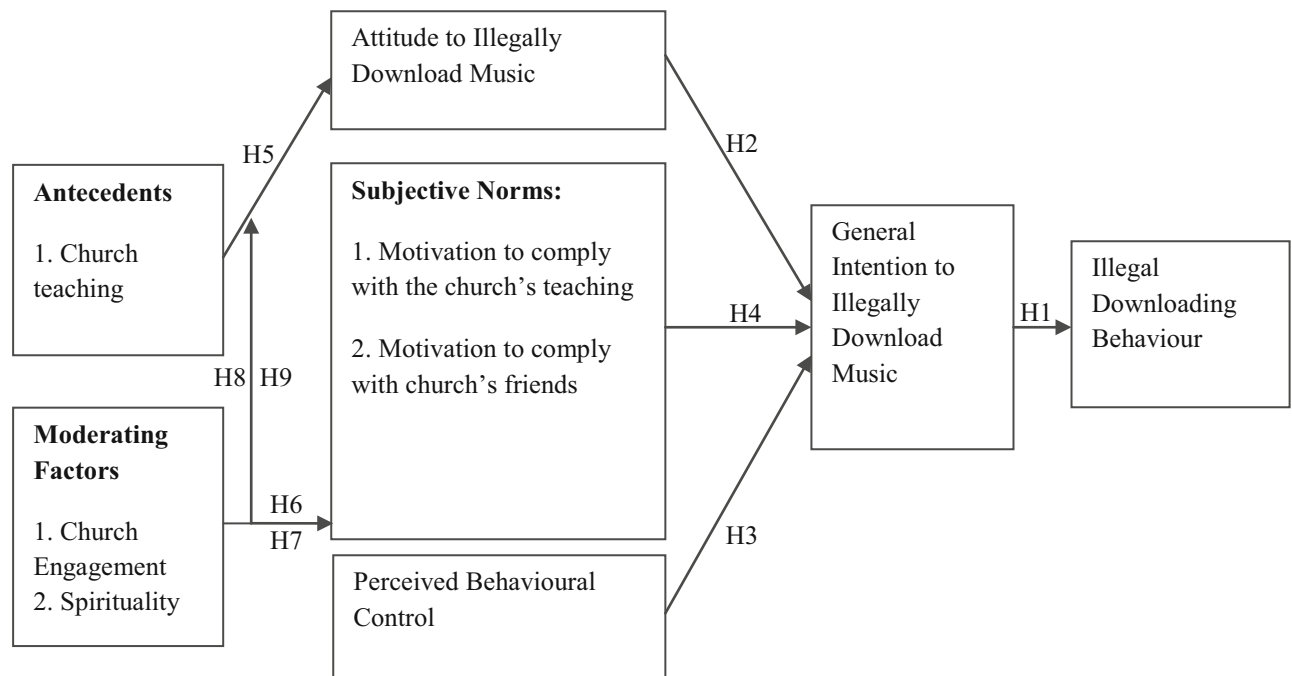 Attitude to Illegally
Download Music
H5
H2
Antecedents
1. Church
teaching
Subjective Norms:
1. Motivation to comply
with the church’s teaching
2. Motivation to comply
with church’s friends
General
Intention to
Illegally
Download
Music
Illegal
Downloading
Behaviour
H4
H1
H8
H9
Moderating
Factors
1. Church
Engagement
2. Spirituality
H6
H7
H3
Perceived Behavioural
Control